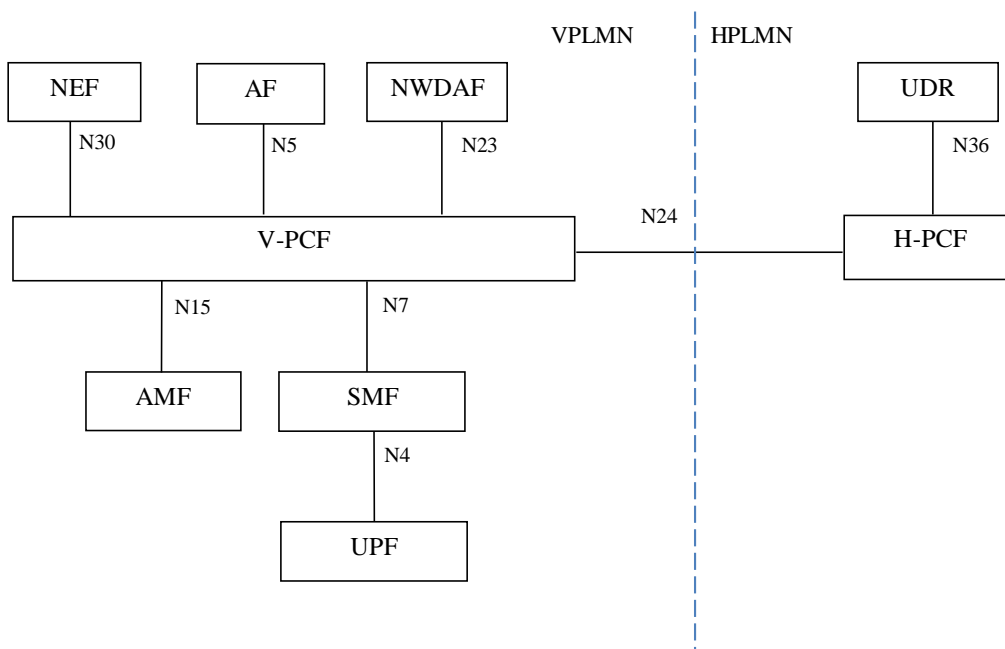 VPLMN
HPLMN
NEF
AF
NWDAF
UDR
N30
N5
N23
N36
N24
V-PCF
H-PCF
N15
N7
AMF
SMF
N4
UPF